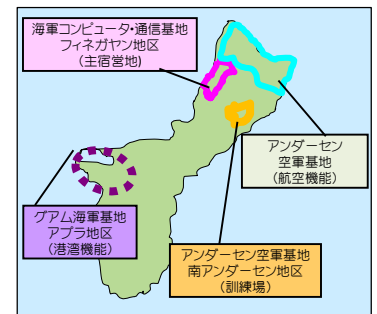 海軍コンピュータ・通信基地
フィネガヤン地区
（主宿営地）
アンダーセン
空軍基地
（航空機能）
グアム海軍基地
アプラ地区
（港湾機能）
アンダーセン空軍基地
南アンダーセン地区
（訓練場）